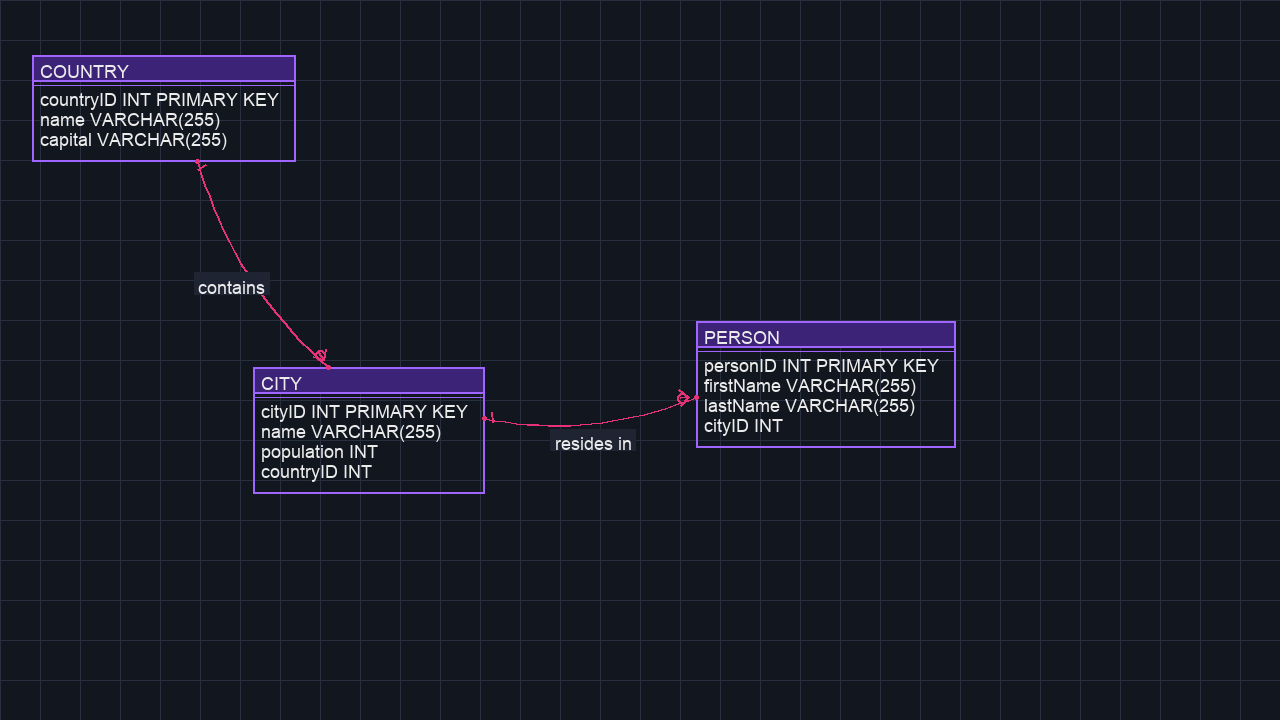 COUNTRY
countryID INT PRIMARY KEY
name VARCHAR(255)
capital VARCHAR(255)
contains
CITY
cityID INT PRIMARY KEY
name VARCHAR(255)
population INT
countryID INT
resides in
PERSON
personID INT PRIMARY KEY
firstName VARCHAR(255)
lastName VARCHAR(255)
cityID INT